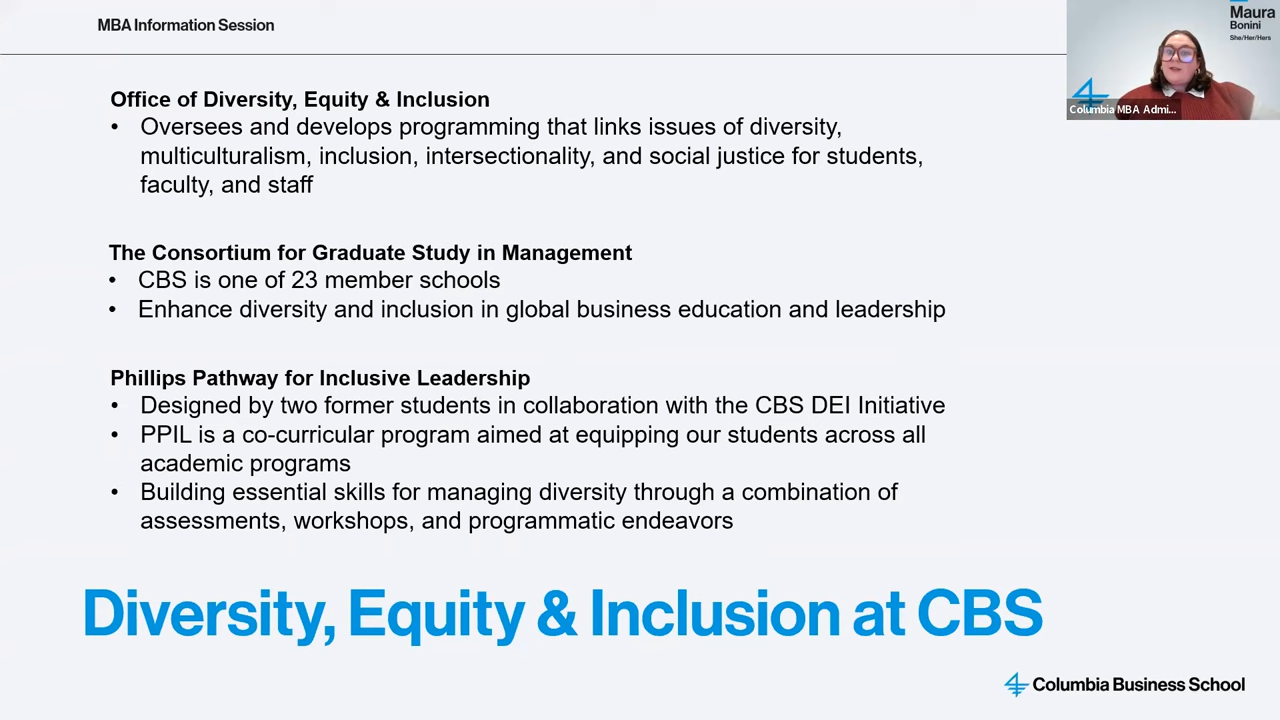 MBA Information Session
Maura
Bonini
She/Her/Hers
Columbia MBA Admi...
Office of Diversity, Equity & Inclusion
• Oversees and develops programming that links issues of diversity,
multiculturalism, inclusion, intersectionality, and social justice for students,
faculty, and staff
The Consortium for Graduate Study in Management
• CBS is one of 23 member schools
• Enhance diversity and inclusion in global business education and leadership
Phillips Pathway for Inclusive Leadership
• Designed by two former students in collaboration with the CBS DEI Initiative
• PPIL is a co-curricular program aimed at equipping our students across all
academic programs
• Building essential skills for managing diversity through a combination of
assessments, workshops, and programmatic endeavors
Diversity, Equity & Inclusion at CBS
Columbia Business School